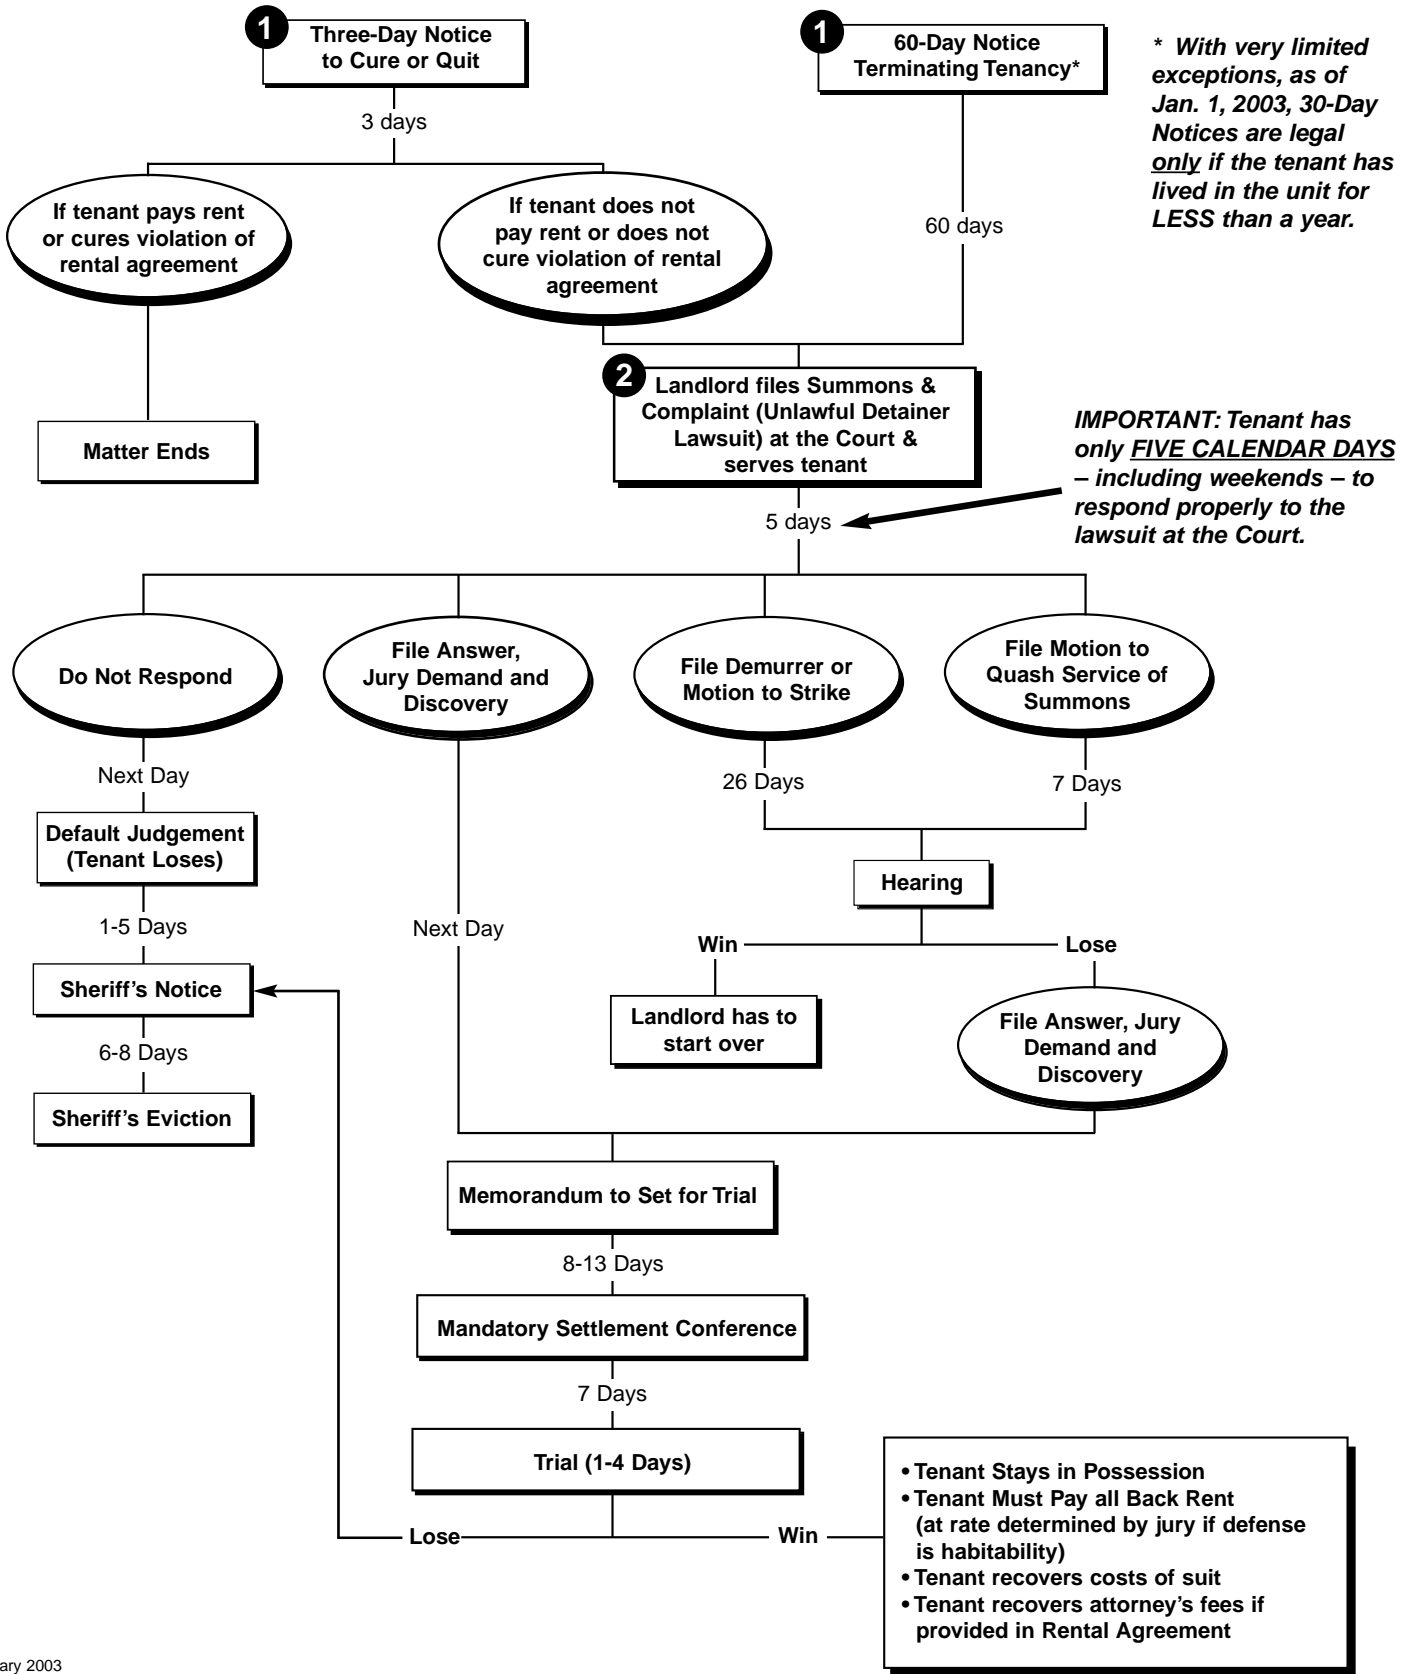 1
Three-Day Notice
to Cure or Quit
1
60-Day Notice
Terminating Tenancy*
* With very limited
exceptions, as of
Jan. 1, 2003, 30-Day
Notices are legal
only if the tenant has
lived in the unit for
LESS than a year.
3 days
If tenant pays rent
or cures violation of
rental agreement
If tenant does not
pay rent or does not
cure violation of rental
agreement
60 days
2
Landlord files Summons &
Complaint (Unlawful Detainer
Lawsuit) at the Court &
serves tenant
Matter Ends
IMPORTANT: Tenant has
only FIVE CALENDAR DAYS
– including weekends – to
respond properly to the
lawsuit at the Court.
5 days
Do Not Respond
File Answer,
Jury Demand and
Discovery
File Demurrer or
Motion to Strike
File Motion to
Quash Service of
Summons
Next Day
26 Days
7 Days
Default Judgement
(Tenant Loses)
Hearing
1-5 Days
Next Day
Win
Lose
Sheriff's Notice
Landlord has to
start over
File Answer, Jury
Demand and
Discovery
6-8 Days
Sheriff's Eviction
Memorandum to Set for Trial
8-13 Days
Mandatory Settlement Conference
7 Days
Trial (1-4 Days)
Lose
Win
• Tenant Stays in Possession
• Tenant Must Pay all Back Rent
(at rate determined by jury if defense
is habitability)
• Tenant recovers costs of suit
• Tenant recovers attorney's fees if
provided in Rental Agreement
ary 2003